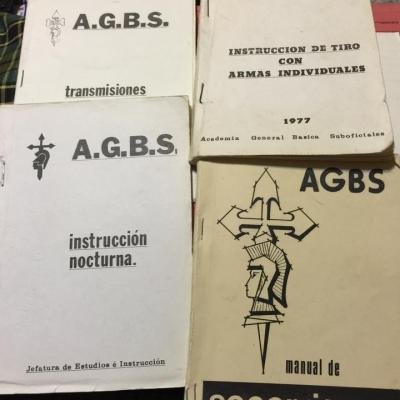 A.G.B.S.
transmisiones
INSTRUCCION DE TIRO
CON
ARMAS INDIVIDUALES
1977
Academia General Basica Suboficiales
A.G.B.S.
instrucción
nocturna.
Jefatura de Estudios é Instrucción
AGBS
manual de